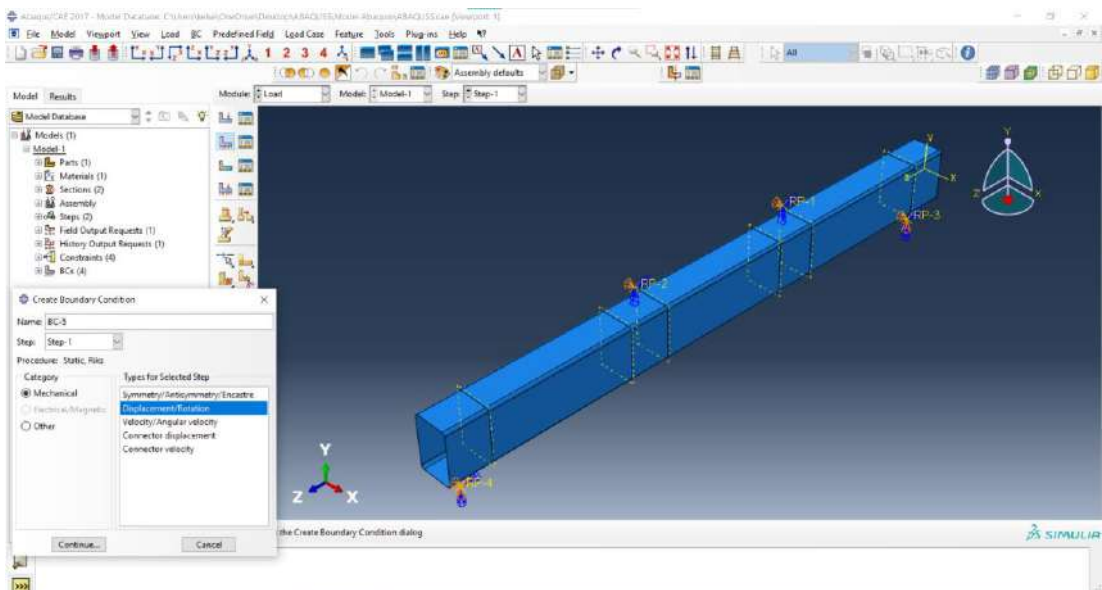 Abaqus/CAE 2017 - Model Database:
File Model Viewport View Load BC Predefined Field Load Case Feature Tools Plug-ins Help
1 2 3 4
All
Assembly defaults
Model Results
Module: Load Model: Model-1 Step: Step-1
Model Database
Models (1)
Model-1
Parts (1)
Materials (1)
Sections (2)
Assembly
Steps (2)
Field Output Requests (1)
History Output Requests (1)
Constraints (4)
BCs (4)
RP-1
RP-3
RP-2
RP-4
Y
Z X
Y
Z X
Create Boundary Condition
Name: BC-5
Step: Step-1
Procedure: Static, Riks
Category Types for Selected Step
Mechanical
Electrical/Magnetic
Other
Symmetry/Antisymmetry/Encastre
Displacement/Rotation
Velocity/Angular velocity
Connector displacement
Connector velocity
Continue... Cancel
the Create Boundary Condition dialog
SIMULIA
>>>